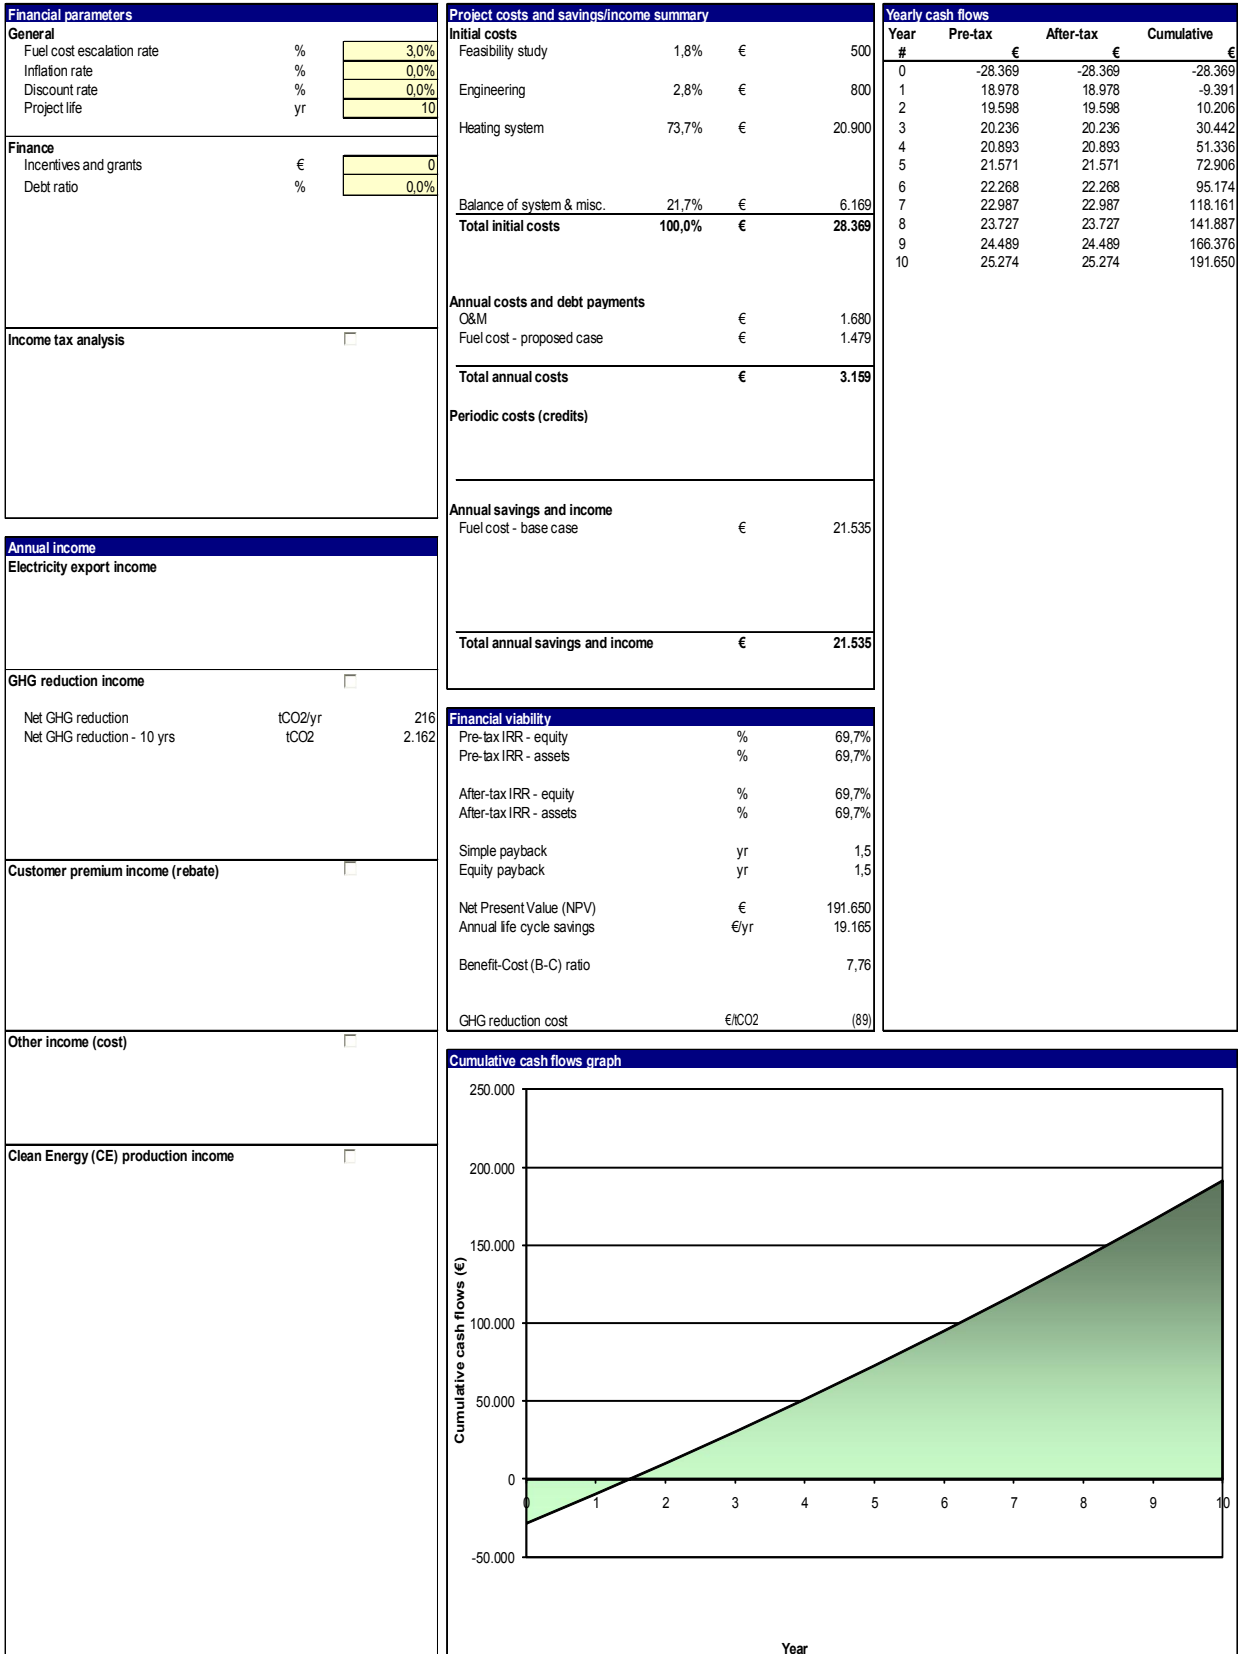 Financial parameters
General
Fuel cost escalation rate % 3,0%
Inflation rate % 0,0%
Discount rate % 0,0%
Project life yr 10
Finance
Incentives and grants € 0
Debt ratio % 0,0%
Income tax analysis
Annual income
Electricity export income
GHG reduction income
Net GHG reduction tCO2/yr 216
Net GHG reduction - 10 yrs tCO2 2.162
Customer premium income (rebate)
Other income (cost)
Clean Energy (CE) production income
Project costs and savings/income summary
Initial costs
Feasibility study 1,8% € 500
Engineering 2,8% € 800
Heating system 73,7% € 20.900
Balance of system & misc. 21,7% € 6.169
Total initial costs 100,0% € 28.369
Annual costs and debt payments
O&M € 1.680
Fuel cost - proposed case € 1.479
Total annual costs € 3.159
Periodic costs (credits)
Annual savings and income
Fuel cost - base case € 21.535
Total annual savings and income € 21.535
Financial viability
Pre-tax IRR - equity % 69,7%
Pre-tax IRR - assets % 69,7%
After-tax IRR - equity % 69,7%
After-tax IRR - assets % 69,7%
Simple payback yr 1,5
Equity payback yr 1,5
Net Present Value (NPV) € 191.650
Annual life cycle savings €/yr 19.165
Benefit-Cost (B-C) ratio 7,76
GHG reduction cost €/tCO2 (89)
Yearly cash flows
Year Pre-tax After-tax Cumulative
# € € €
0 -28.369 -28.369 -28.369
1 18.978 18.978 -9.391
2 19.598 19.598 10.206
3 20.236 20.236 30.442
4 20.893 20.893 51.336
5 21.571 21.571 72.906
6 22.268 22.268 95.174
7 22.987 22.987 118.161
8 23.727 23.727 141.887
9 24.489 24.489 166.376
10 25.274 25.274 191.650
Cumulative cash flows graph
250.000
200.000
150.000
100.000
50.000
0
-50.000
Cumulative cash flows (€)
0 1 2 3 4 5 6 7 8 9 10
Year